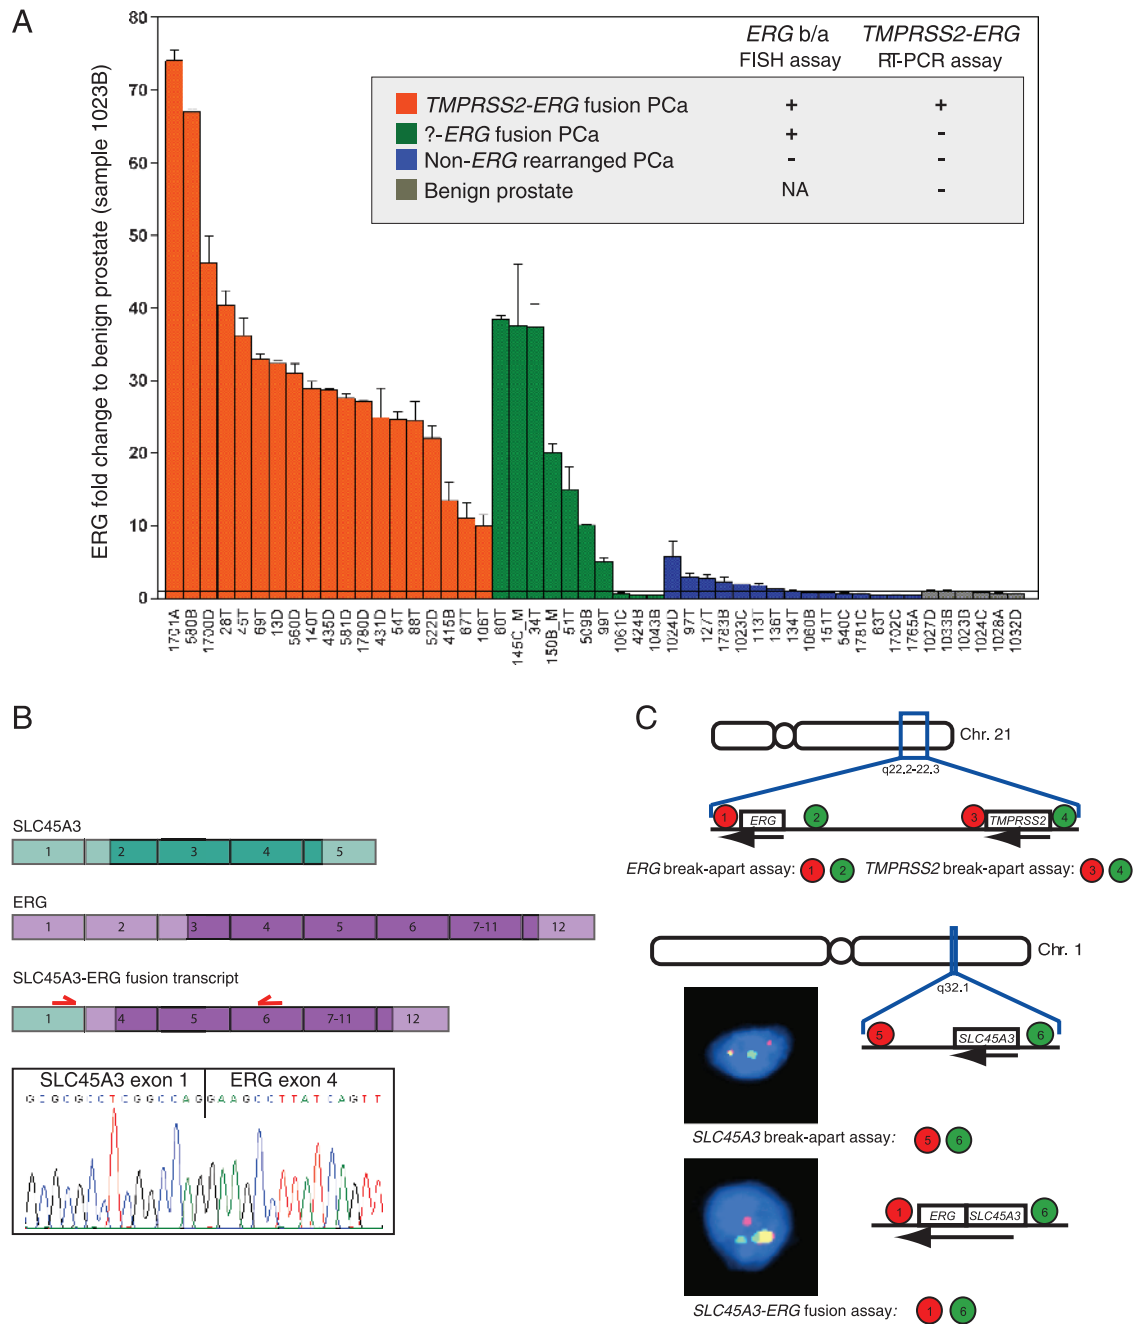 A
80
70
60
50
40
30
20
10
0
ERG fold change to benign prostate (sample 1023B)
ERG b/a FISH assay
TMPRSS2-ERG RT-PCR assay
TMPRSS2-ERG fusion PCa + +
?-ERG fusion PCa + -
Non-ERG rearranged PCa - -
Benign prostate NA -
1701A
580B
1700D
28T
45T
69T
13D
560D
140T
435D
581D
1780D
431D
54T
88T
522D
415B
67T
106T
60T
145C_M
34T
150B_M
51T
509B
99T
1061C
424B
1043B
1024D
97T
127T
1783B
1023C
113T
136T
134T
1060B
151T
540C
1781C
63T
1702C
1765A
1027D
1033B
1023B
1024C
1028A
1032D
B
SLC45A3
1 2 3 4 5
ERG
1 2 3 4 5 6 7-11 12
SLC45A3-ERG fusion transcript
1 4 5 6 7-11 12
SLC45A3 exon 1 ERG exon 4
GCGCGCCTCGGCCAGGAAGCCTTATCAGTT
C
Chr. 21
q22.2-22.3
1 ERG 2 3 TMPRSS2 4
ERG break-apart assay: 1 2 TMPRSS2 break-apart assay: 3 4
Chr. 1
q32.1
5 SLC45A3 6
SLC45A3 break-apart assay: 5 6
1 ERG SLC45A3 6
SLC45A3-ERG fusion assay: 1 6